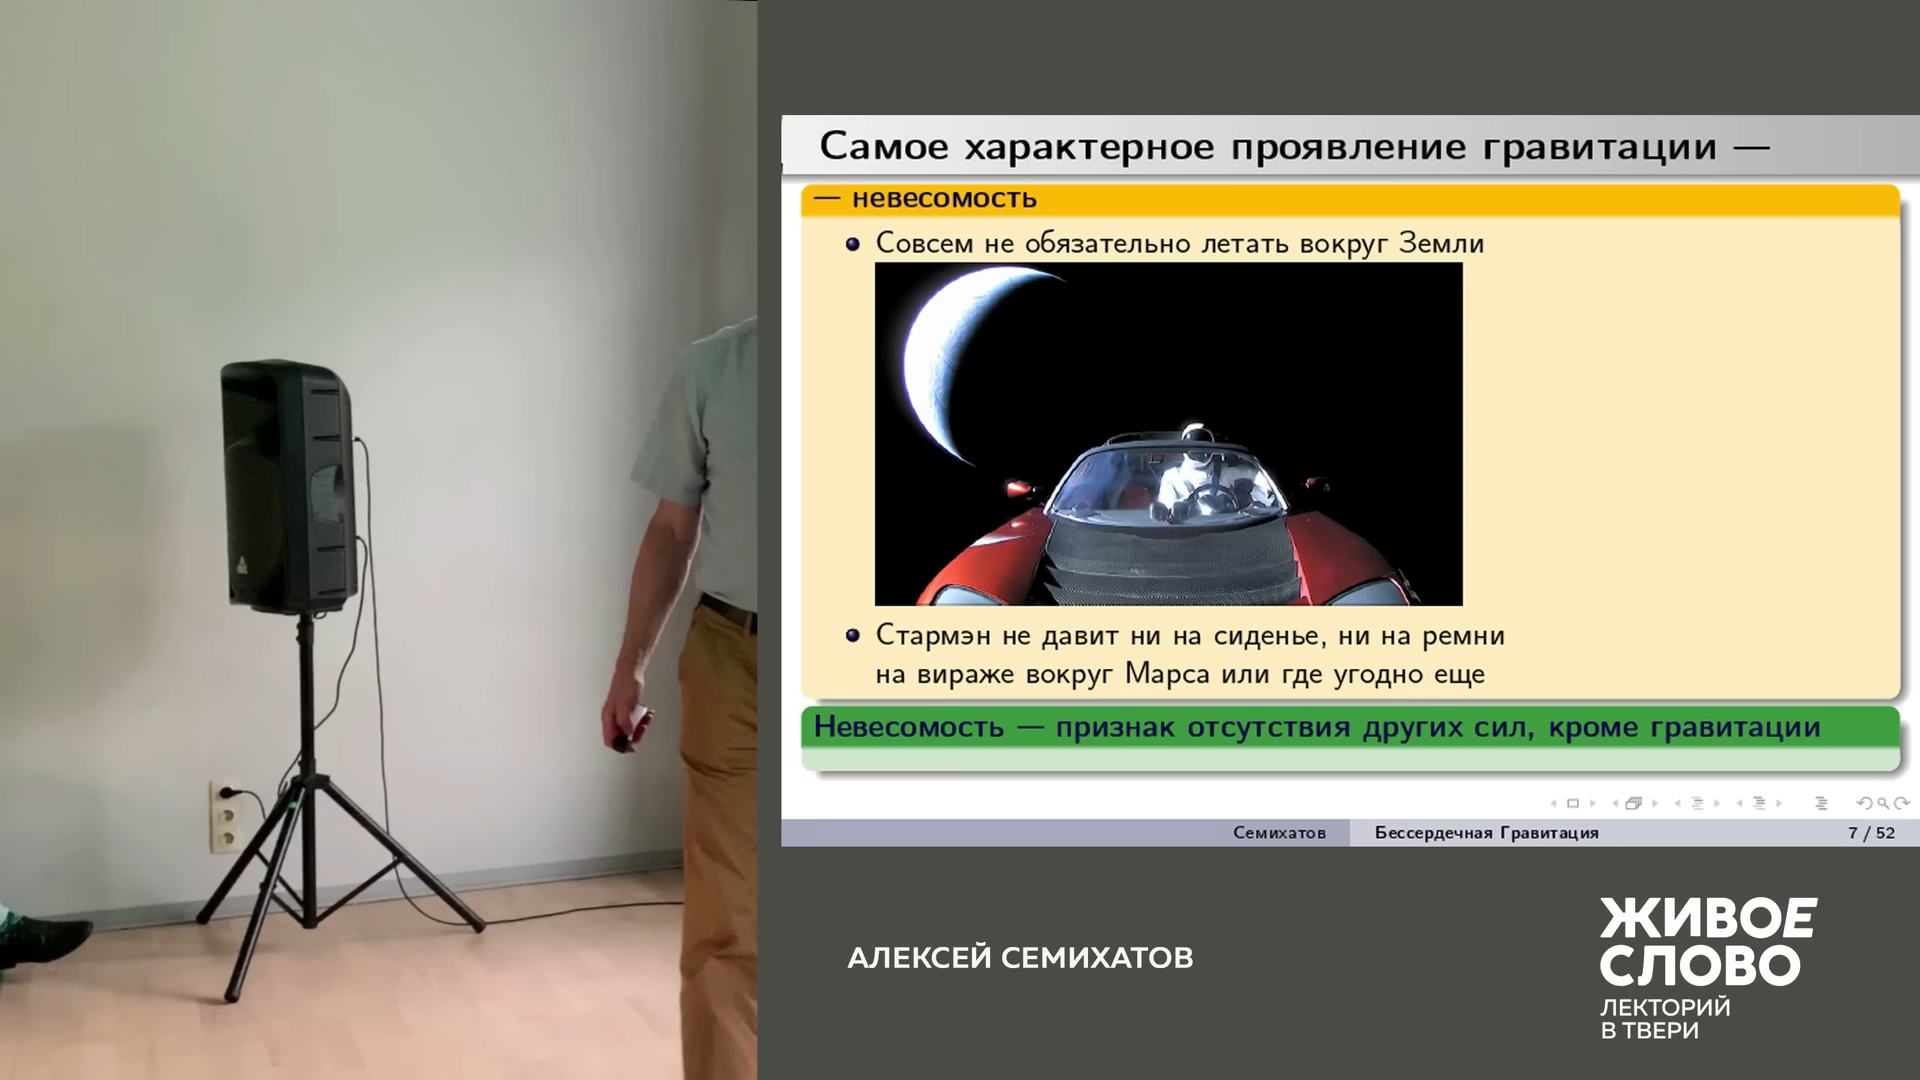 Самое характерное проявление гравитации —
— невесомость
Совсем не обязательно летать вокруг Земли
Стармэн не давит ни на сиденье, ни на ремни
на вираже вокруг Марса или где угодно еще
Невесомость — признак отсутствия других сил, кроме гравитации
Семихатов
Бессердечная Гравитация
7 / 52
АЛЕКСЕЙ СЕМИХАТОВ
ЖИВОЕ
СЛОВО
ЛЕКТОРИЙ
В ТВЕРИ